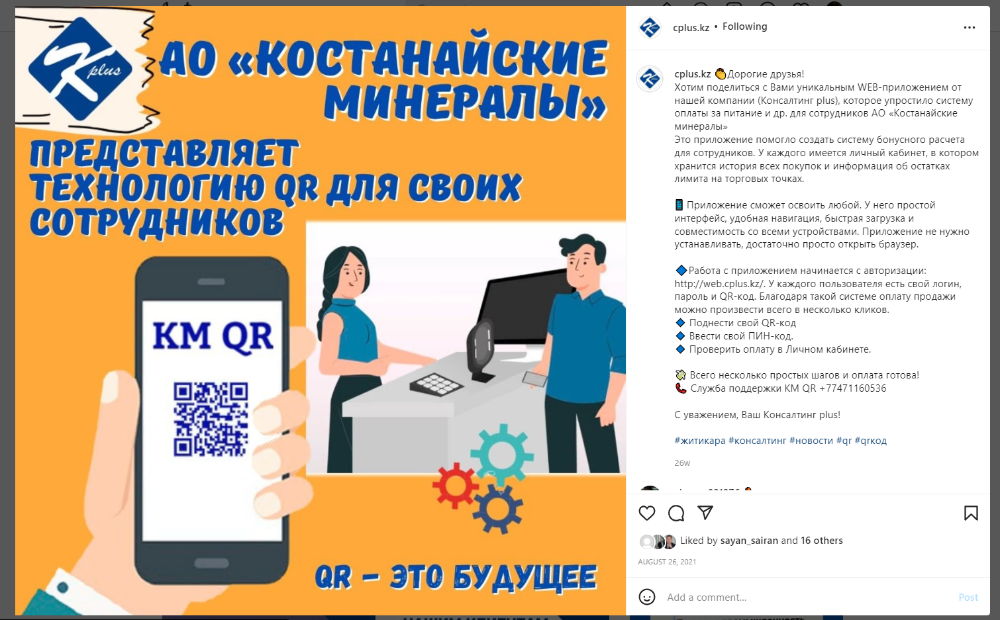 plus
АО «КОСТАНАЙСКИЕ
МИНЕРАЛЫ»
ПРЕДСТАВЛЯЕТ
ТЕХНОЛОГИЮ QR ДЛЯ СВОИХ
СОТРУДНИКОВ
KM QR
QR – ЭТО БУДУЩЕЕ
cplus.kz • Following
cplus.kz 👏Дорогие друзья!
Хотим поделиться с Вами уникальным WEB-приложением от
нашей компании (Консалтинг plus), которое упростило систему
оплаты за питание и др. для сотрудников АО «Костанайские
минералы»
Это приложение помогло создать систему бонусного расчета
для сотрудников. У каждого имеется личный кабинет, в котором
хранится история всех покупок и информация об остатках
лимита на торговых точках.
📱 Приложение сможет освоить любой. У него простой
интерфейс, удобная навигация, быстрая загрузка и
совместимость со всеми устройствами. Приложение не нужно
устанавливать, достаточно просто открыть браузер.
🔷Работа с приложением начинается с авторизации:
http://web.cplus.kz/. У каждого пользователя есть свой логин,
пароль и QR-код. Благодаря такой системе оплату продажи
можно произвести всего в несколько кликов.
🔹 Поднести свой QR-код
🔹 Ввести свой ПИН-код.
🔹 Проверить оплату в Личном кабинете.
💸 Всего несколько простых шагов и оплата готова!
📞 Служба поддержки KM QR +77471160536
С уважением, Ваш Консалтинг plus!
#житикара #консалтинг #новости #qr #qrкод
26w
Liked by sayan_sairan and 16 others
AUGUST 26, 2021
Add a comment...
Post